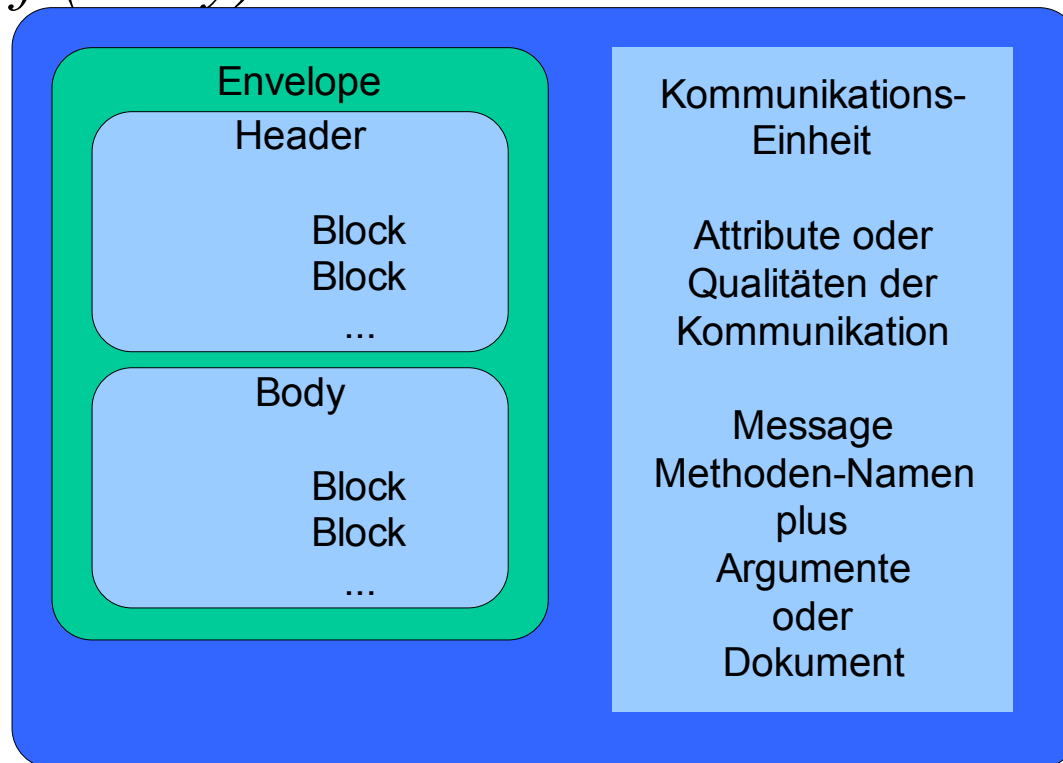 Envelope
Header
Block
Block
...
Body
Block
Block
...
Kommunikations-
Einheit
Attribute oder
Qualitäten der
Kommunikation
Message
Methoden-Namen
plus
Argumente
oder
Dokument